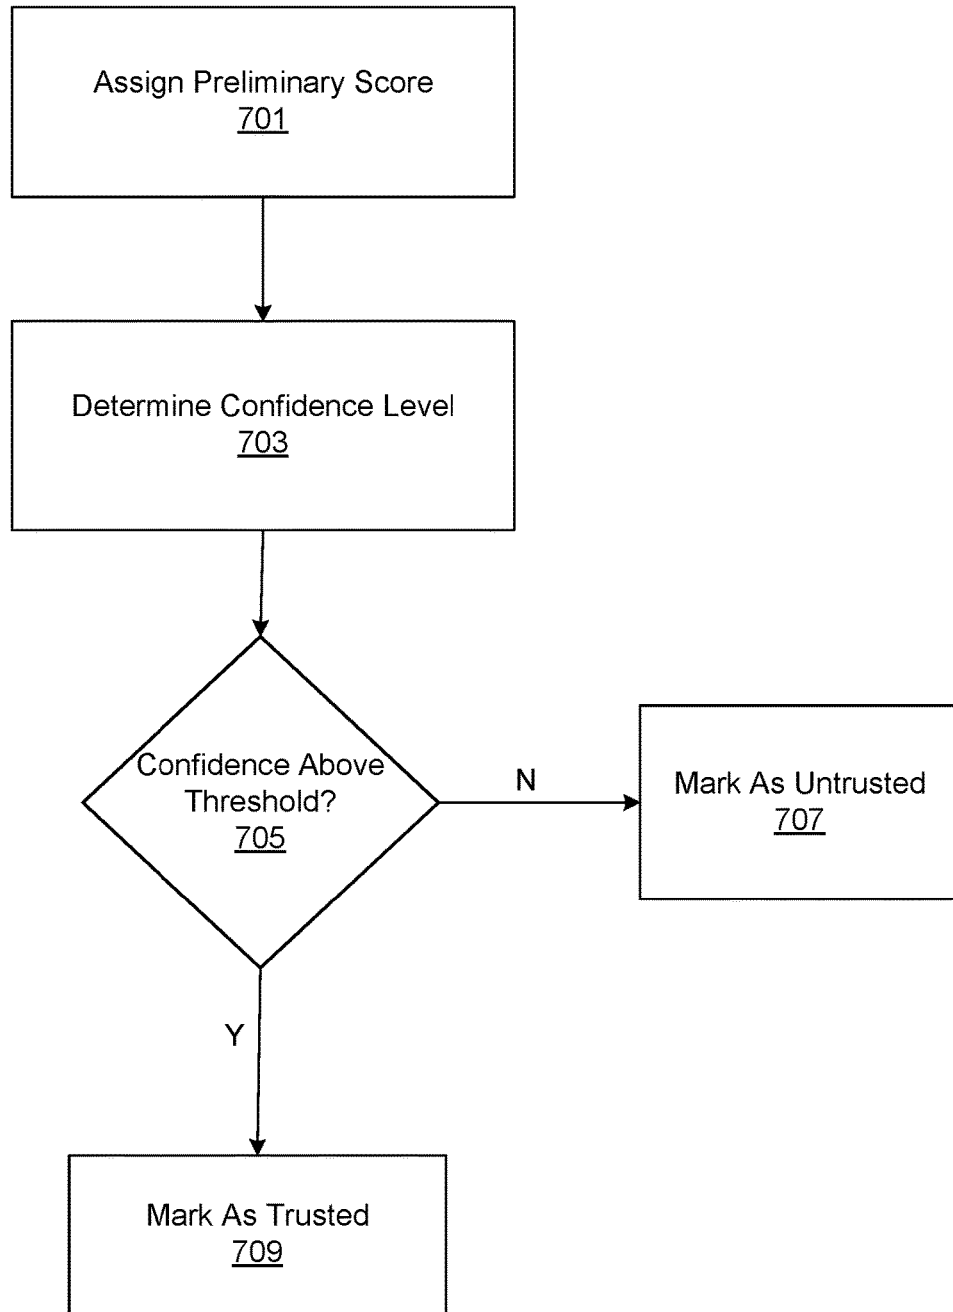 Assign Preliminary Score
701
Determine Confidence Level
703
Confidence Above
Threshold?
705
N
Mark As Untrusted
707
Y
Mark As Trusted
709